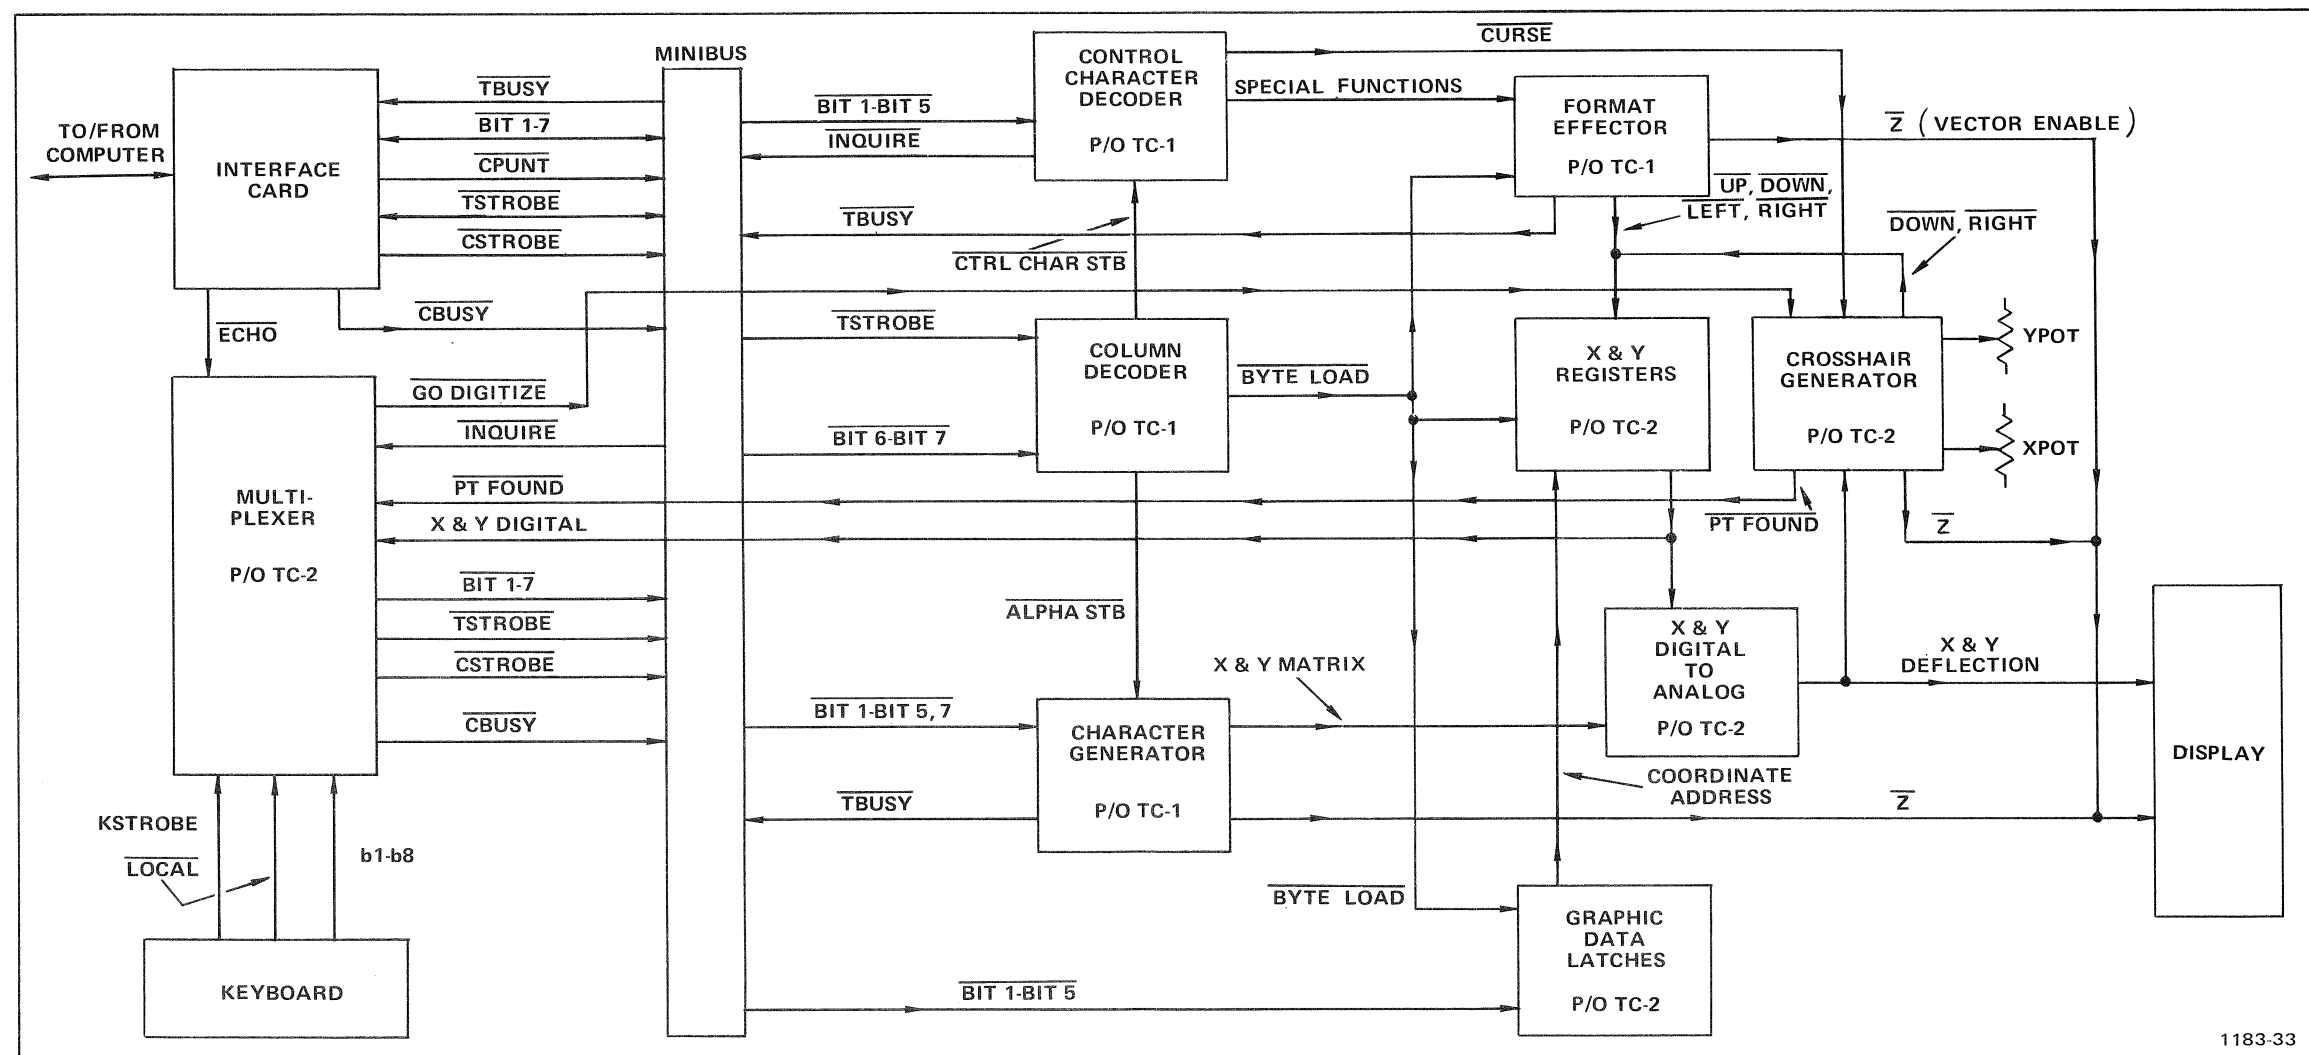 MINIBUS
INTERFACE
CARD
TO/FROM
COMPUTER
TBUSY
BIT 1-7
CPUNT
TSTROBE
CSTROBE
CBUSY
ECHO
MULTI-
PLEXER
P/O TC-2
GO DIGITIZE
INQUIRE
PT FOUND
X & Y DIGITAL
BIT 1-7
TSTROBE
CSTROBE
CBUSY
KSTROBE
LOCAL
b1-b8
KEYBOARD
BIT 1-BIT 5
INQUIRE
TBUSY
CTRL CHAR STB
TSTROBE
BIT 6-BIT 7
ALPHA STB
BIT 1-BIT 5, 7
TBUSY
BIT 1-BIT 5
CONTROL
CHARACTER
DECODER
P/O TC-1
COLUMN
DECODER
P/O TC-1
CHARACTER
GENERATOR
P/O TC-1
CURSE
SPECIAL FUNCTIONS
BYTE LOAD
X & Y MATRIX
BYTE LOAD
FORMAT
EFFECTOR
P/O TC-1
UP, DOWN,
LEFT, RIGHT
X & Y
REGISTERS
P/O TC-2
X & Y
DIGITAL
TO
ANALOG
P/O TC-2
COORDINATE
ADDRESS
GRAPHIC
DATA
LATCHES
P/O TC-2
Z (VECTOR ENABLE)
DOWN, RIGHT
CROSSHAIR
GENERATOR
P/O TC-2
YPOT
XPOT
PT FOUND
Z
X & Y
DEFLECTION
Z
DISPLAY
1183-33